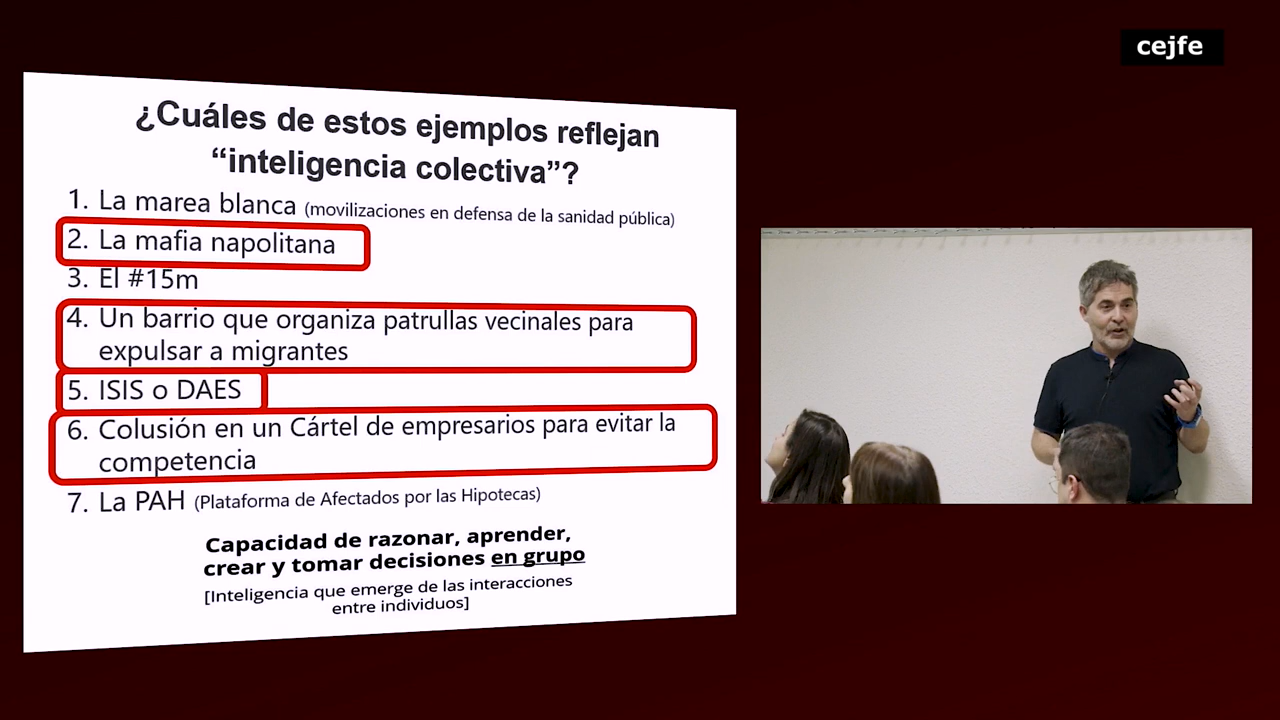 cejfe
¿Cuáles de estos ejemplos reflejan
“inteligencia colectiva”?
1. La marea blanca (movilizaciones en defensa de la sanidad pública)
2. La mafia napolitana
3. El #15m
4. Un barrio que organiza patrullas vecinales para
expulsar a migrantes
5. ISIS o DAES
6. Colusión en un Cártel de empresarios para evitar la
competencia
7. La PAH (Plataforma de Afectados por las Hipotecas)
Capacidad de razonar, aprender,
crear y tomar decisiones en grupo
[Inteligencia que emerge de las interacciones
entre individuos]